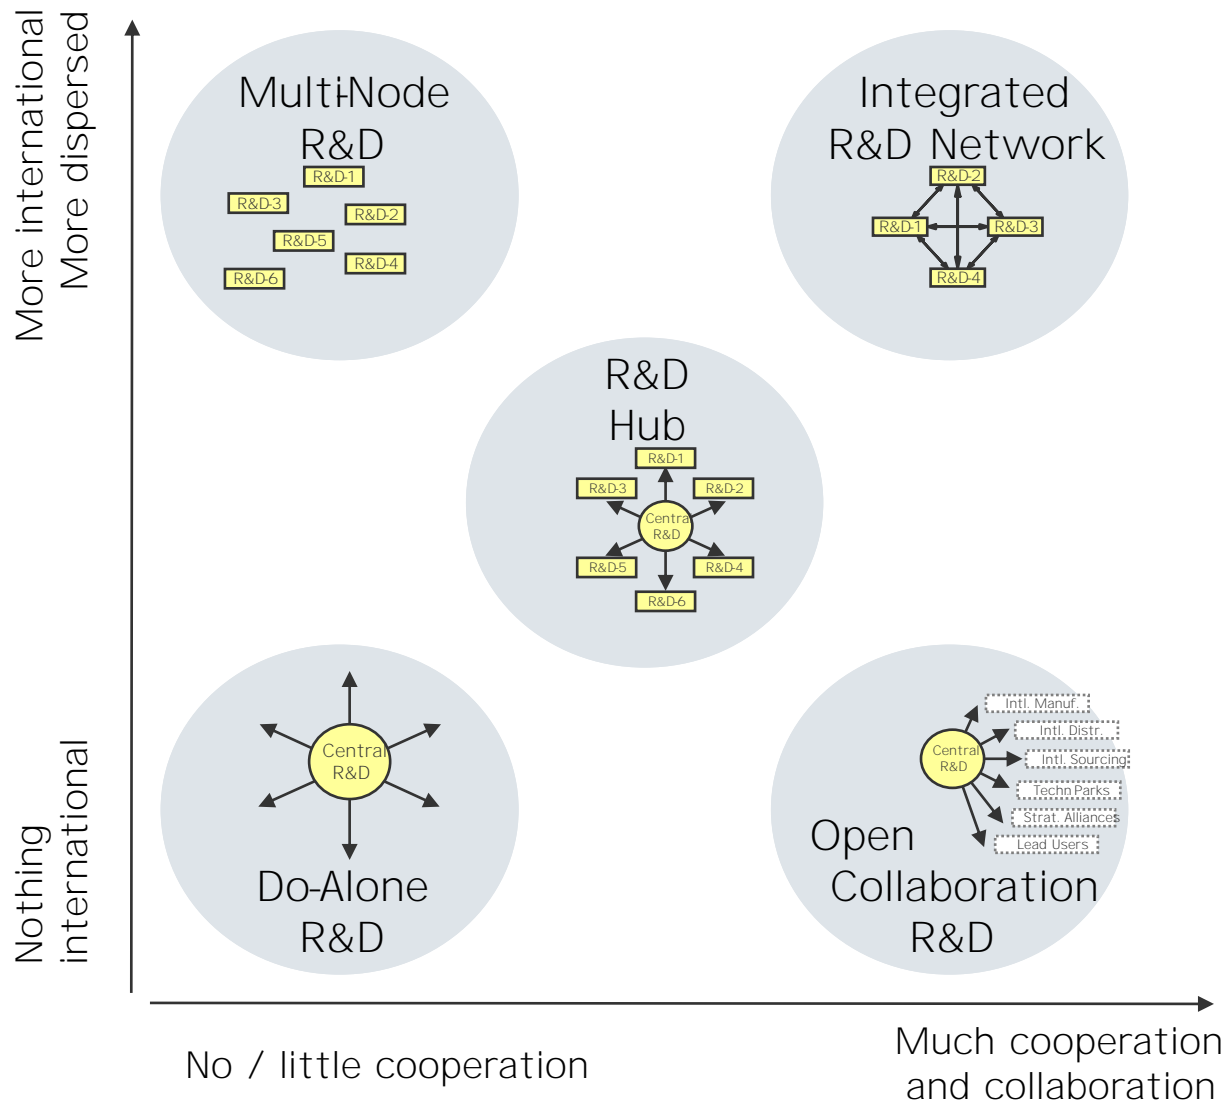 More international
More dispersed
Multi-Node
R&D
R&D-1
R&D-3
R&D-2
R&D-5
R&D-4
R&D-6
Integrated
R&D Network
R&D-2
R&D-1
R&D-3
R&D-4
R&D
Hub
R&D-1
R&D-3
R&D-2
Centra
R&D
R&D-5
R&D-4
R&D-6
Nothing
international
Central
R&D
Do-Alone
R&D
Central
R&D
Intl. Manuf.
Intl. Distr.
Intl. Sourcing
Techn Parks
Strat. Alliances
Lead Users
Open
Collaboration
R&D
No / little cooperation
Much cooperation
and collaboration